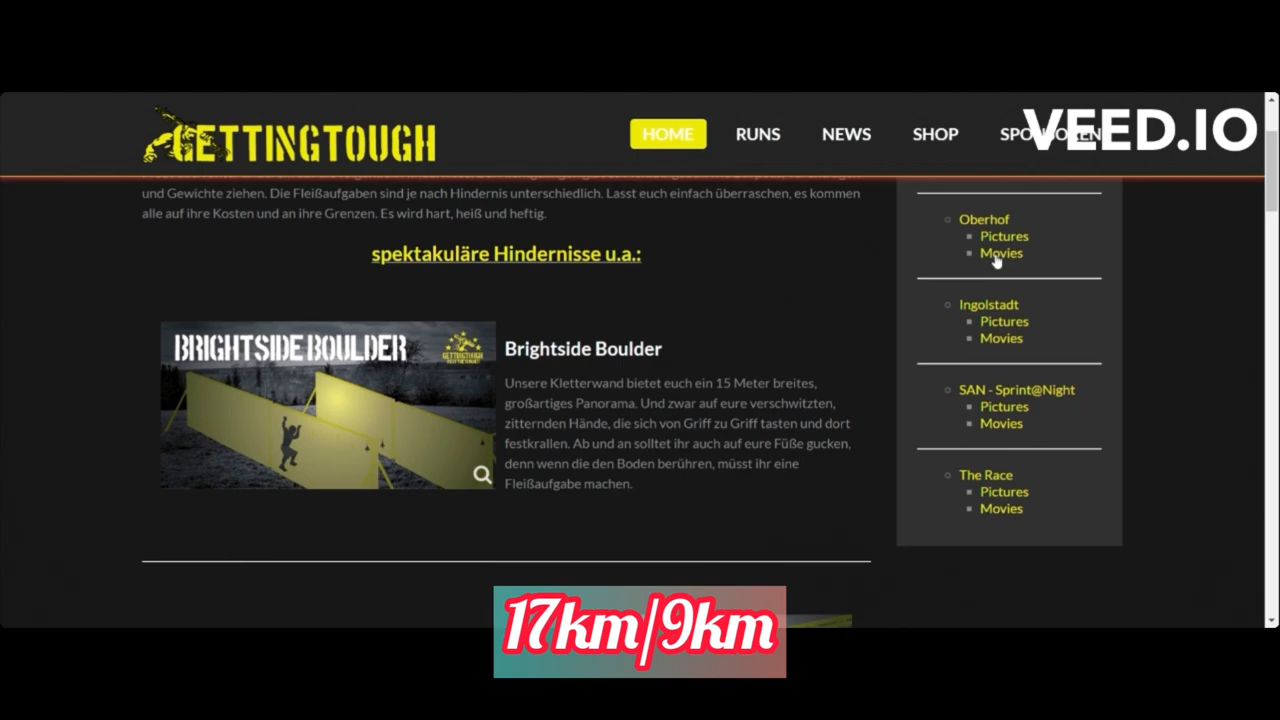 GETTINGTOUGH
HOME RUNS NEWS SHOP
VEED.IO
und Gewichte ziehen. Die Fleißaufgaben sind je nach Hindernis unterschiedlich. Lasst euch einfach überraschen, es kommen
alle auf ihre Kosten und an ihre Grenzen. Es wird hart, heiß und heftig.
spektakuläre Hindernisse u.a.:
BRIGHTSIDE BOULDER
GETTINGTOUGH
Brightside Boulder
Unsere Kletterwand bietet euch ein 15 Meter breites,
großartiges Panorama. Und zwar auf eure verschwitzten,
zitternden Hände, die sich von Griff zu Griff tasten und dort
festkrallen. Ab und an solltet ihr auch auf eure Füße gucken,
denn wenn die den Boden berühren, müsst ihr eine
Fleißaufgabe machen.
Oberhof
Pictures
Movies
Ingolstadt
Pictures
Movies
SAN - Sprint@Night
Pictures
Movies
The Race
Pictures
Movies
17km/9km